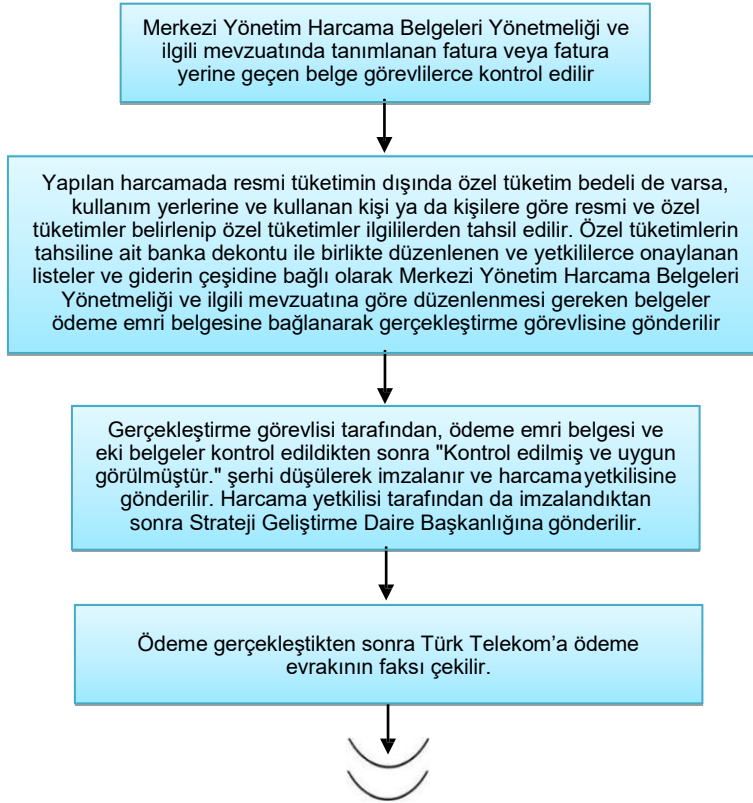 Merkezi Yönetim Harcama Belgeleri Yönetmeliği ve
ilgili mevzuatında tanımlanan fatura veya fatura
yerine geçen belge görevlilerce kontrol edilir
Yapılan harcamada resmi tüketimin dışında özel tüketim bedeli de varsa,
kullanım yerlerine ve kullanan kişi ya da kişilere göre resmi ve özel
tüketimler belirlenip özel tüketimler ilgililerden tahsil edilir. Özel tüketimlerin
tahsiline ait banka dekontu ile birlikte düzenlenen ve yetkililerce onaylanan
listeler ve giderin çeşidine bağlı olarak Merkezi Yönetim Harcama Belgeleri
Yönetmeliği ve ilgili mevzuatına göre düzenlenmesi gereken belgeler
ödeme emri belgesine bağlanarak gerçekleştirme görevlisine gönderilir
Gerçekleştirme görevlisi tarafından, ödeme emri belgesi ve
eki belgeler kontrol edildikten sonra "Kontrol edilmiş ve uygun
görülmüştür." şerhi düşülerek imzalanır ve harcama yetkilisine
gönderilir. Harcama yetkilisi tarafından da imzalandıktan
sonra Strateji Geliştirme Daire Başkanlığına gönderilir.
Ödeme gerçekleştikten sonra Türk Telekom’a ödeme
evrakının faksı çekilir.